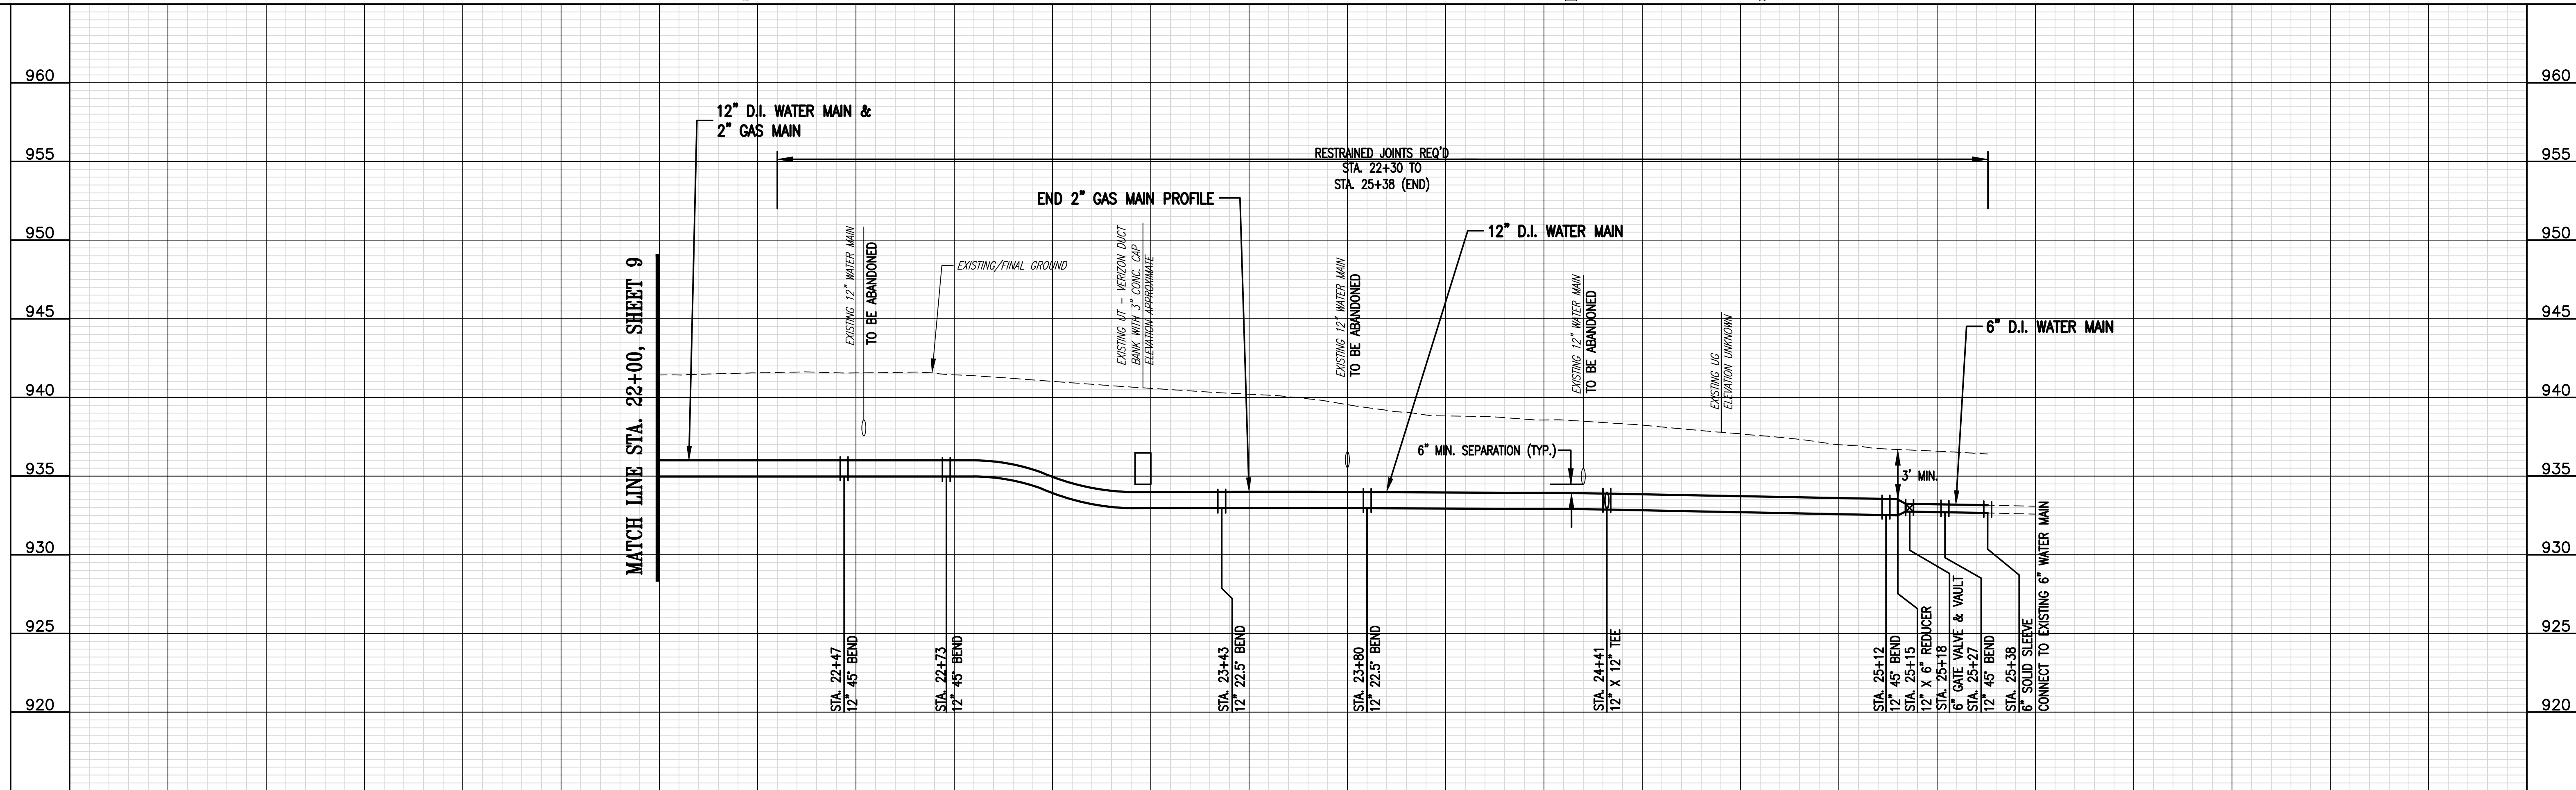 960
955
950
945
940
935
930
925
920
960
955
950
945
940
935
930
925
920
MATCH LINE STA. 22+00, SHEET 9
12" D.I. WATER MAIN &
2" GAS MAIN
RESTRAINED JOINTS REQ'D
STA. 22+30 TO
STA. 25+38 (END)
END 2" GAS MAIN PROFILE
12" D.I. WATER MAIN
6" D.I. WATER MAIN
EXISTING 12" WATER MAIN
TO BE ABANDONED
EXISTING/FINAL GROUND
EXISTING UT - VERIZON DUCT
BANK WITH 3" CONC. CAP
ELEVATION APPROXIMATE
EXISTING 12" WATER MAIN
TO BE ABANDONED
EXISTING 12" WATER MAIN
TO BE ABANDONED
EXISTING UG
ELEVATION UNKNOWN
6" MIN. SEPARATION (TYP.)
3' MIN.
STA. 22+47
12" 45° BEND
STA. 22+73
12" 45° BEND
STA. 23+43
12" 22.5° BEND
STA. 23+80
12" 22.5° BEND
STA. 24+41
12" X 12" TEE
STA. 25+12
12" 45° BEND
STA. 25+15
12" X 6" REDUCER
STA. 25+18
6" GATE VALVE & VAULT
STA. 25+27
12" 45° BEND
STA. 25+38
6" SOLID SLEEVE
CONNECT TO EXISTING 6" WATER MAIN